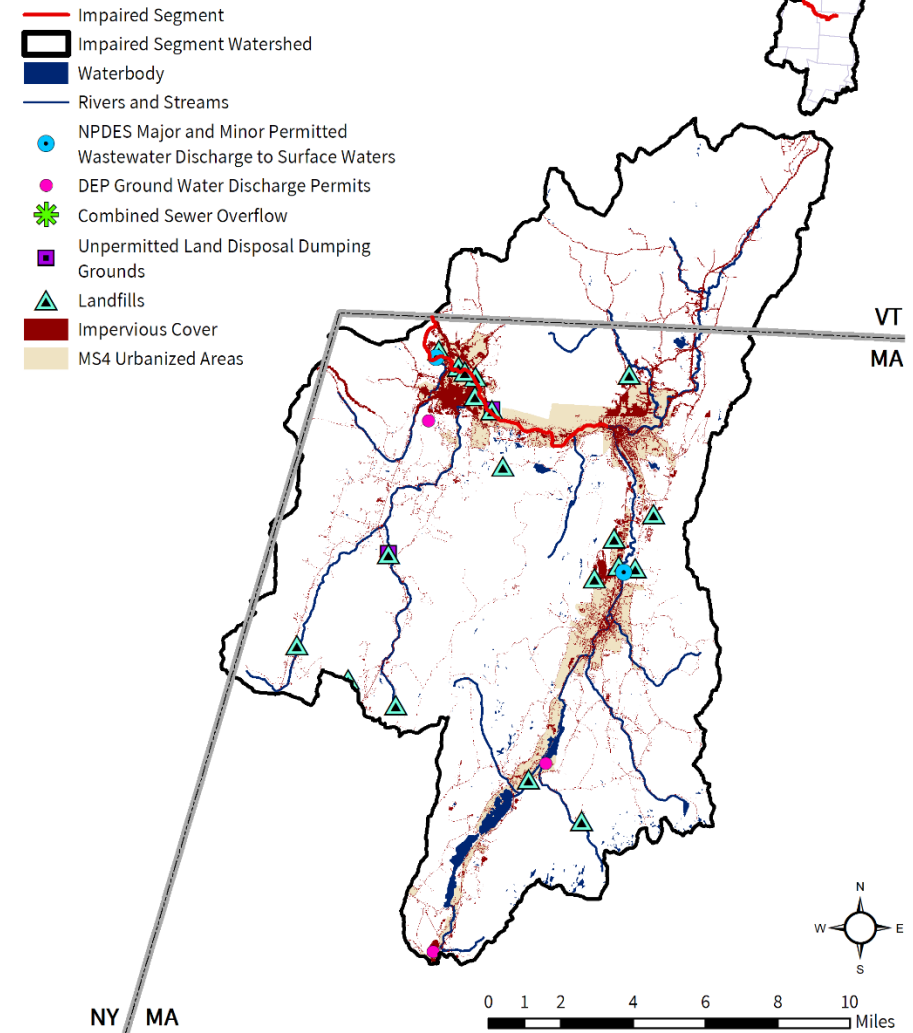 Impaired Segment
Impaired Segment Watershed
Waterbody
Rivers and Streams
NPDES Major and Minor Permitted
Wastewater Discharge to Surface Waters
DEP Ground Water Discharge Permits
Combined Sewer Overflow
Unpermitted Land Disposal Dumping
Grounds
Landfills
Impervious Cover
MS4 Urbanized Areas
VT
MA
N
W E
S
0 1 2 4 6 8 10
Miles
NY MA